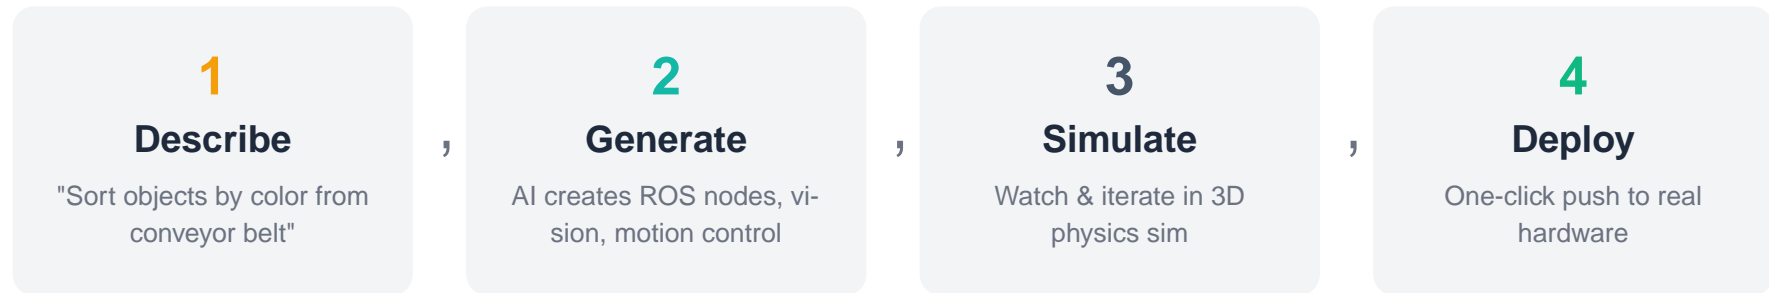 1
Describe
"Sort objects by color from
conveyor belt"
,
2
Generate
AI creates ROS nodes, vi-
sion, motion control
,
3
Simulate
Watch & iterate in 3D
physics sim
,
4
Deploy
One-click push to real
hardware